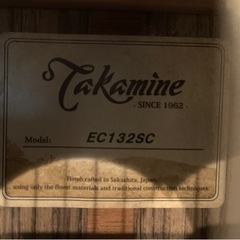 Takamine
- SINCE 1962 -
Model: EC132SC
Handcrafted in Sakashita, Japan,
using only the finest materials and traditional construction techniques.